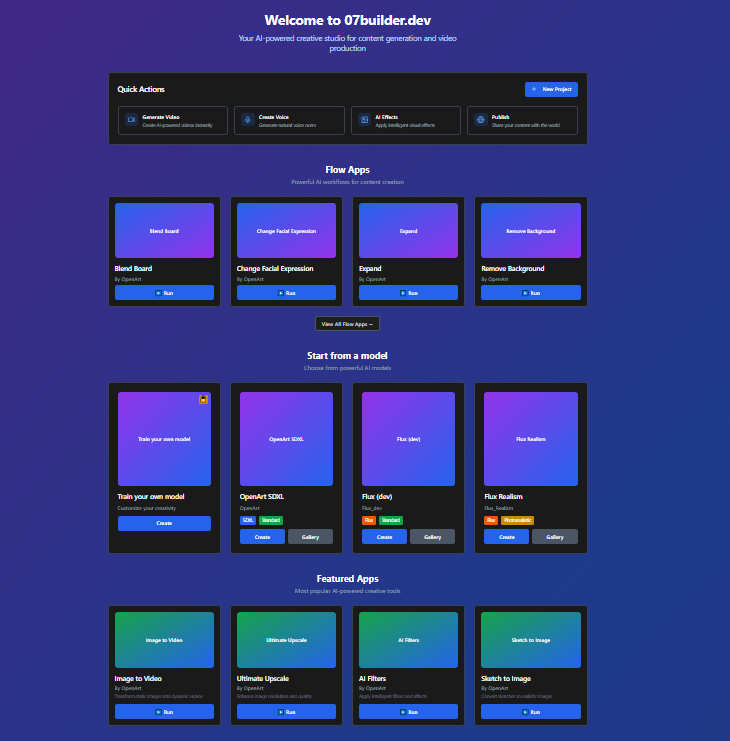 Welcome to 07builder.dev
Your AI-powered creative studio for content generation and video
production
Quick Actions
New Project
Generate Video
Create AI-powered videos instantly
Create Voice
Generate natural voice overs
AI Effects
Apply intelligent visual effects
Publish
Share your content with the world
Flow Apps
Powerful AI workflows for content creation
Blend Board
Change Facial Expression
Expand
Remove Background
Blend Board
Change Facial Expression
Expand
Remove Background
By OpenArt
By OpenArt
By OpenArt
By OpenArt
Run
Run
Run
Run
View All Flow Apps →
Start from a model
Choose from powerful AI models
Train your own model
OpenArt SDXL
Flux (dev)
Flux Realism
Train your own model
OpenArt SDXL
Flux (dev)
Flux Realism
Customize your creativity
OpenArt
Flux_dev
Flux_Realism
SDXL
Standard
Flux
Standard
Flux
Photorealistic
Create
Create
Gallery
Create
Gallery
Create
Gallery
Featured Apps
Most popular AI-powered creative tools
Image to Video
Ultimate Upscale
AI Filters
Sketch to Image
Image to Video
Ultimate Upscale
AI Filters
Sketch to Image
By OpenArt
By OpenArt
By OpenArt
By OpenArt
Transform static images into dynamic videos
Enhance image resolution and quality
Apply intelligent filters and effects
Convert sketches to realistic images
Run
Run
Run
Run